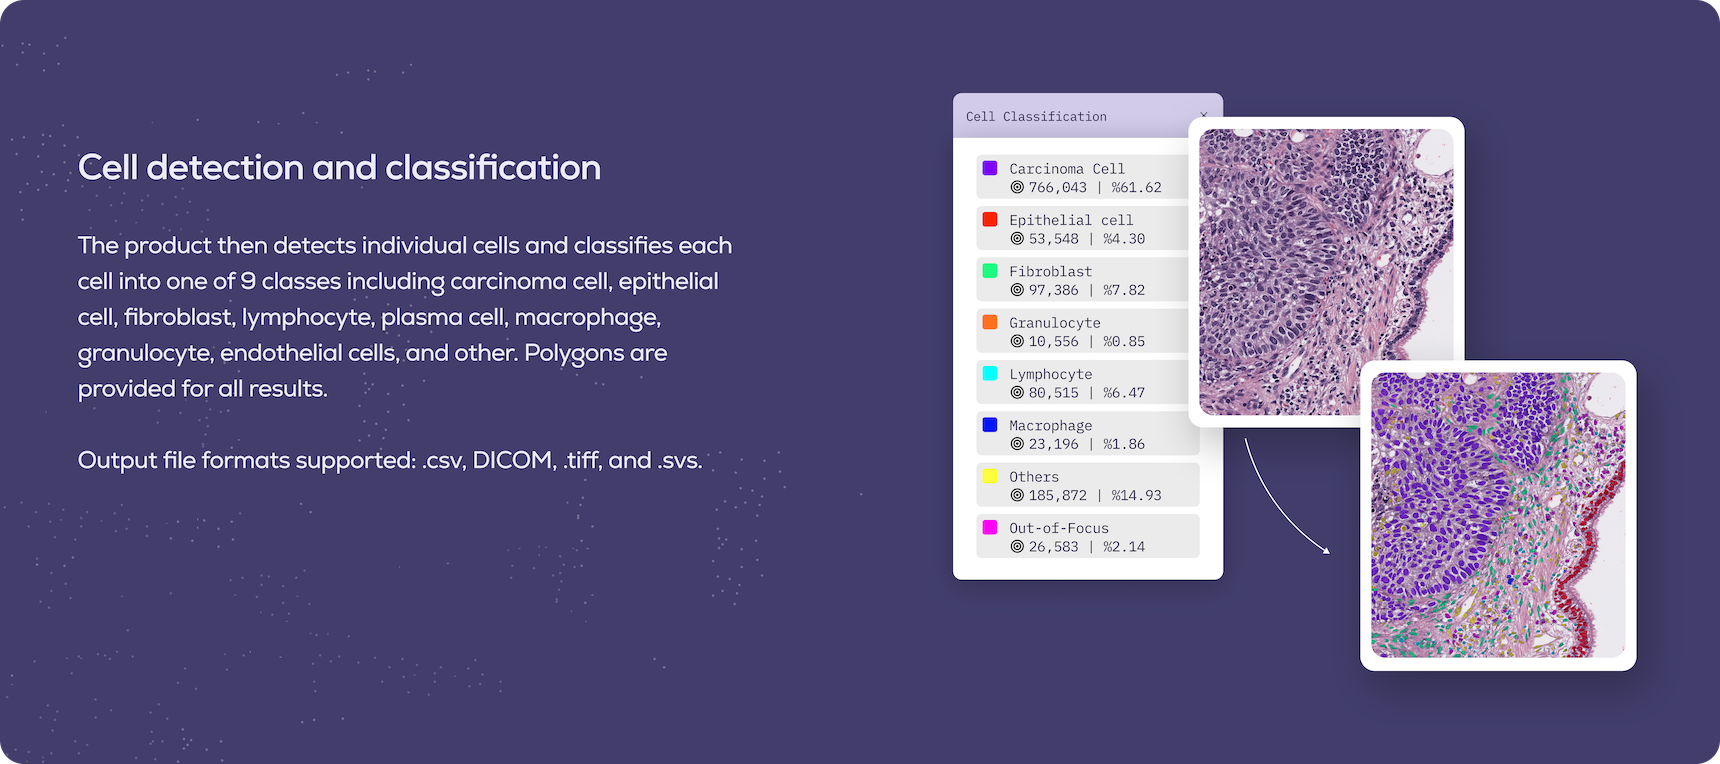 Cell detection and classification
The product then detects individual cells and classifies each
cell into one of 9 classes including carcinoma cell, epithelial
cell, fibroblast, lymphocyte, plasma cell, macrophage,
granulocyte, endothelial cells, and other. Polygons are
provided for all results.
Output file formats supported: .csv, DICOM, .tiff, and .svs.
Cell Classification
Carcinoma Cell
766,043 | %61.62
Epithelial cell
53,548 | %4.30
Fibroblast
97,386 | %7.82
Granulocyte
10,556 | %0.85
Lymphocyte
80,515 | %6.47
Macrophage
23,196 | %1.86
Others
185,872 | %14.93
Out-of-Focus
26,583 | %2.14